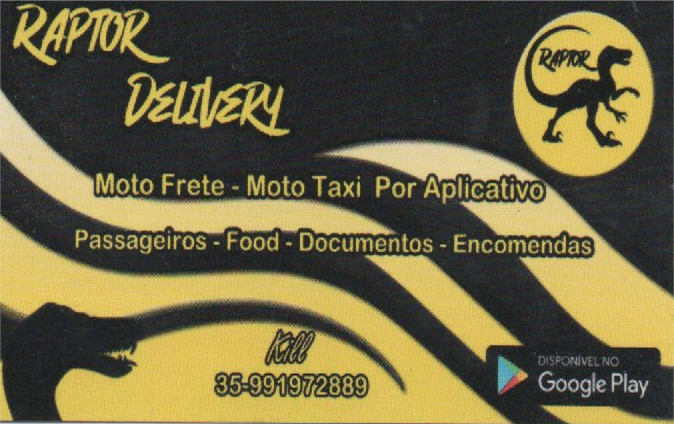 RAPTOR
DELIVERY
RAPTOR
Moto Frete - Moto Taxi Por Aplicativo
Passageiros - Food - Documentos - Encomendas
Kill
35-991972889
DISPONÍVEL NO
Google Play